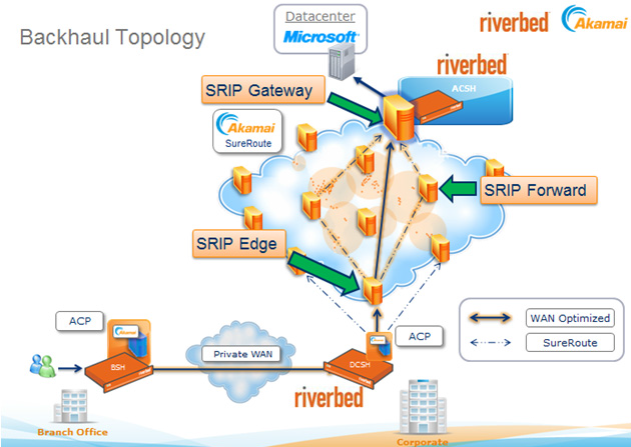 Backhaul Topology
Datacenter
Microsoft
riverbed
Akamai
riverbed
ACSH
SRIP Gateway
Akamai
SureRoute
SRIP Forward
SRIP Edge
ACP
Akamai
BSH
Private WAN
ACP
DCSH
riverbed
WAN Optimized
SureRoute
Branch Office
Corporate